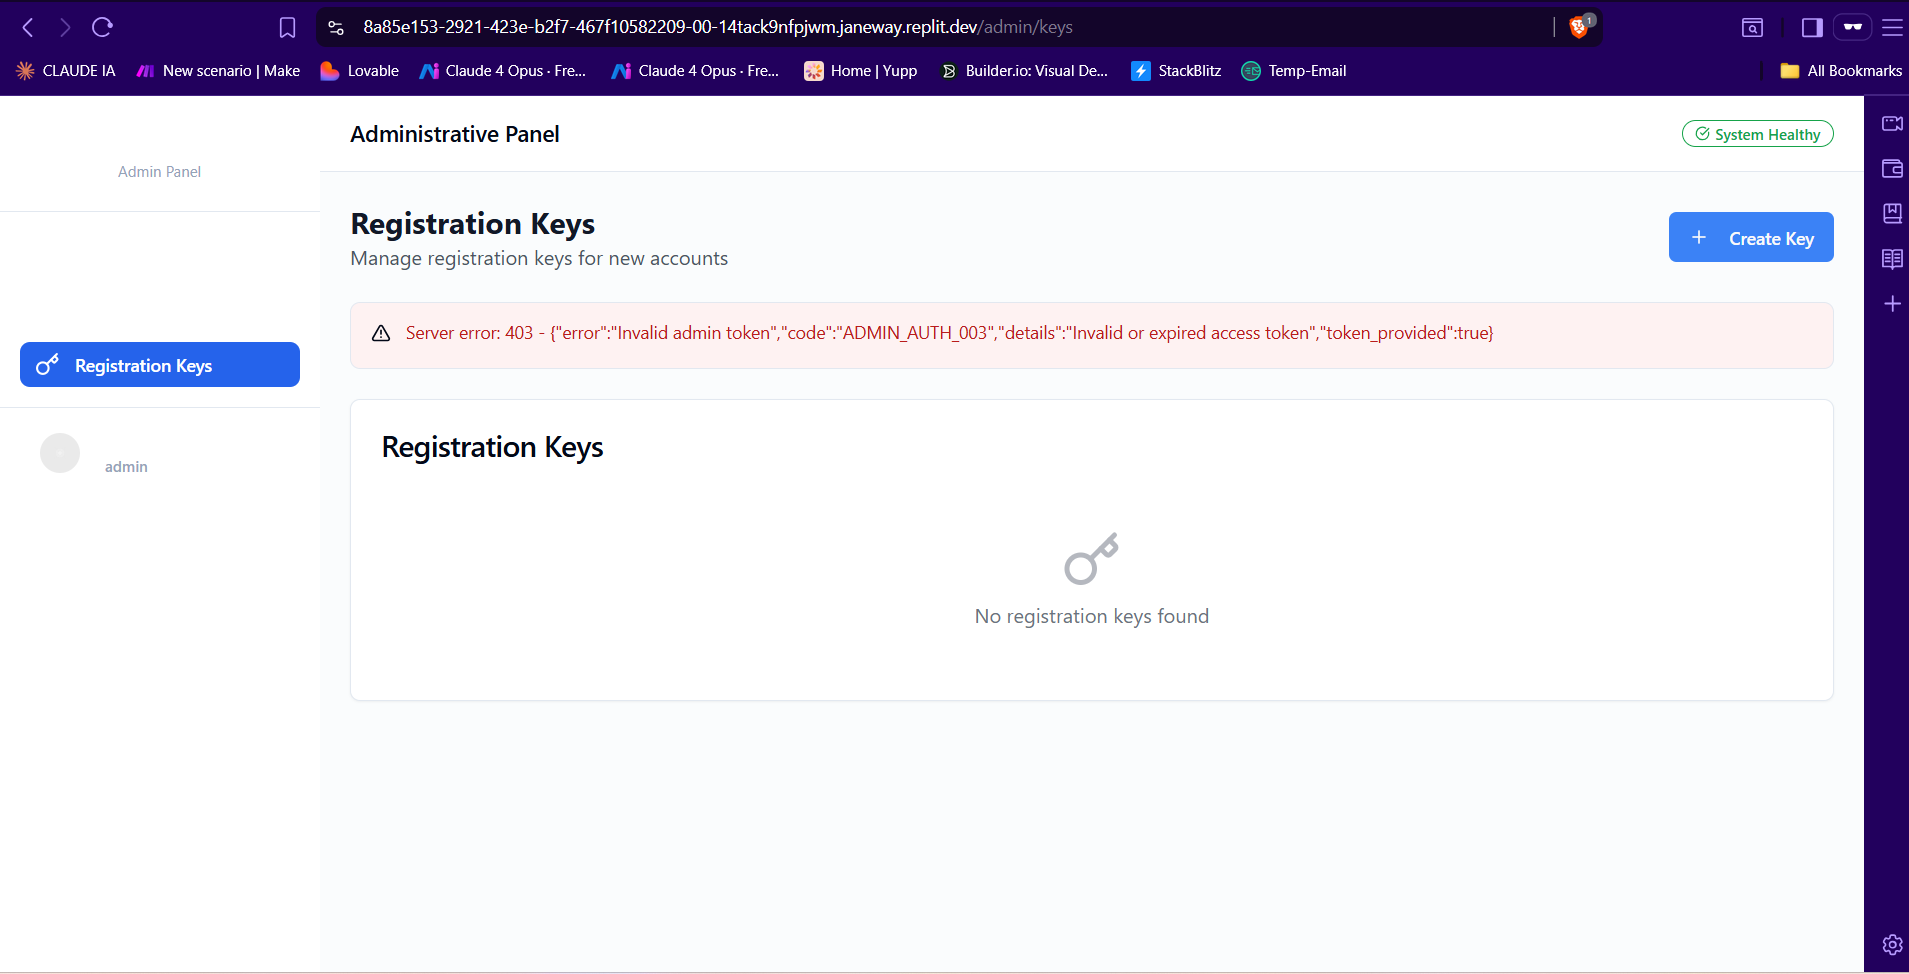 8a85e153-2921-423e-b2f7-467f10582209-00-14tack9nfpjwm.janeway.replit.dev/admin/keys
1
CLAUDE IA
New scenario | Make
Lovable
Claude 4 Opus · Fre...
Claude 4 Opus · Fre...
Home | Yupp
Builder.io: Visual De...
StackBlitz
Temp-Email
All Bookmarks
Administrative Panel
System Healthy
Admin Panel
Registration Keys
Manage registration keys for new accounts
Create Key
Server error: 403 - {"error":"Invalid admin token","code":"ADMIN_AUTH_003","details":"Invalid or expired access token","token_provided":true}
Registration Keys
admin
Registration Keys
No registration keys found